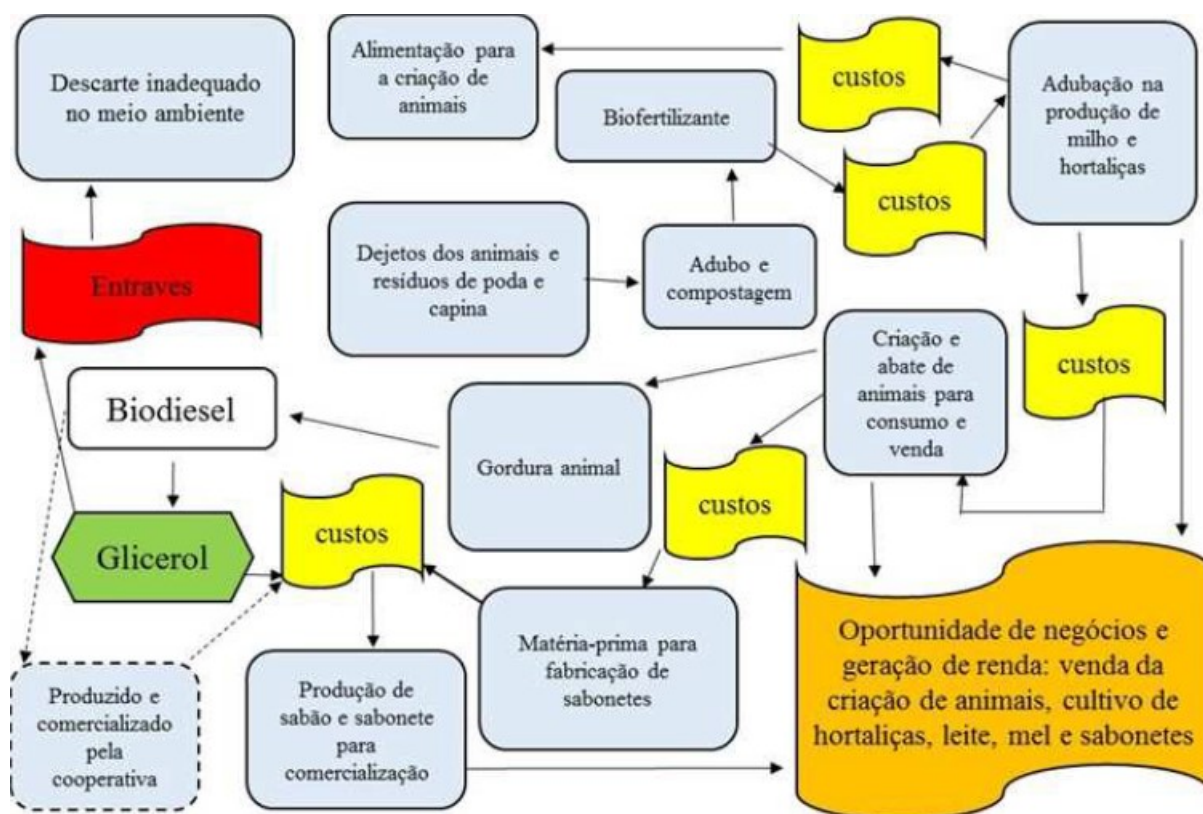 Descarte inadequado
no meio ambiente
Alimentação para
a criação de
animais
custos
Adubação na
produção de
milho e
hortaliças
Biofertilizante
custos
Entraves
Dejetos dos animais e
resíduos de poda e
capina
Adubo e
compostagem
Criação e
abate de
animais para
consumo e
venda
custos
Biodiesel
Gordura animal
custos
custos
Glicerol
Produzido e
comercializado
pela
cooperativa
Produção de
sabão e sabonete
para
comercialização
Matéria-prima para
fabricação de
sabonetes
Oportunidade de negócios e
geração de renda: venda da
criação de animais, cultivo de
hortaliças, leite, mel e sabonetes